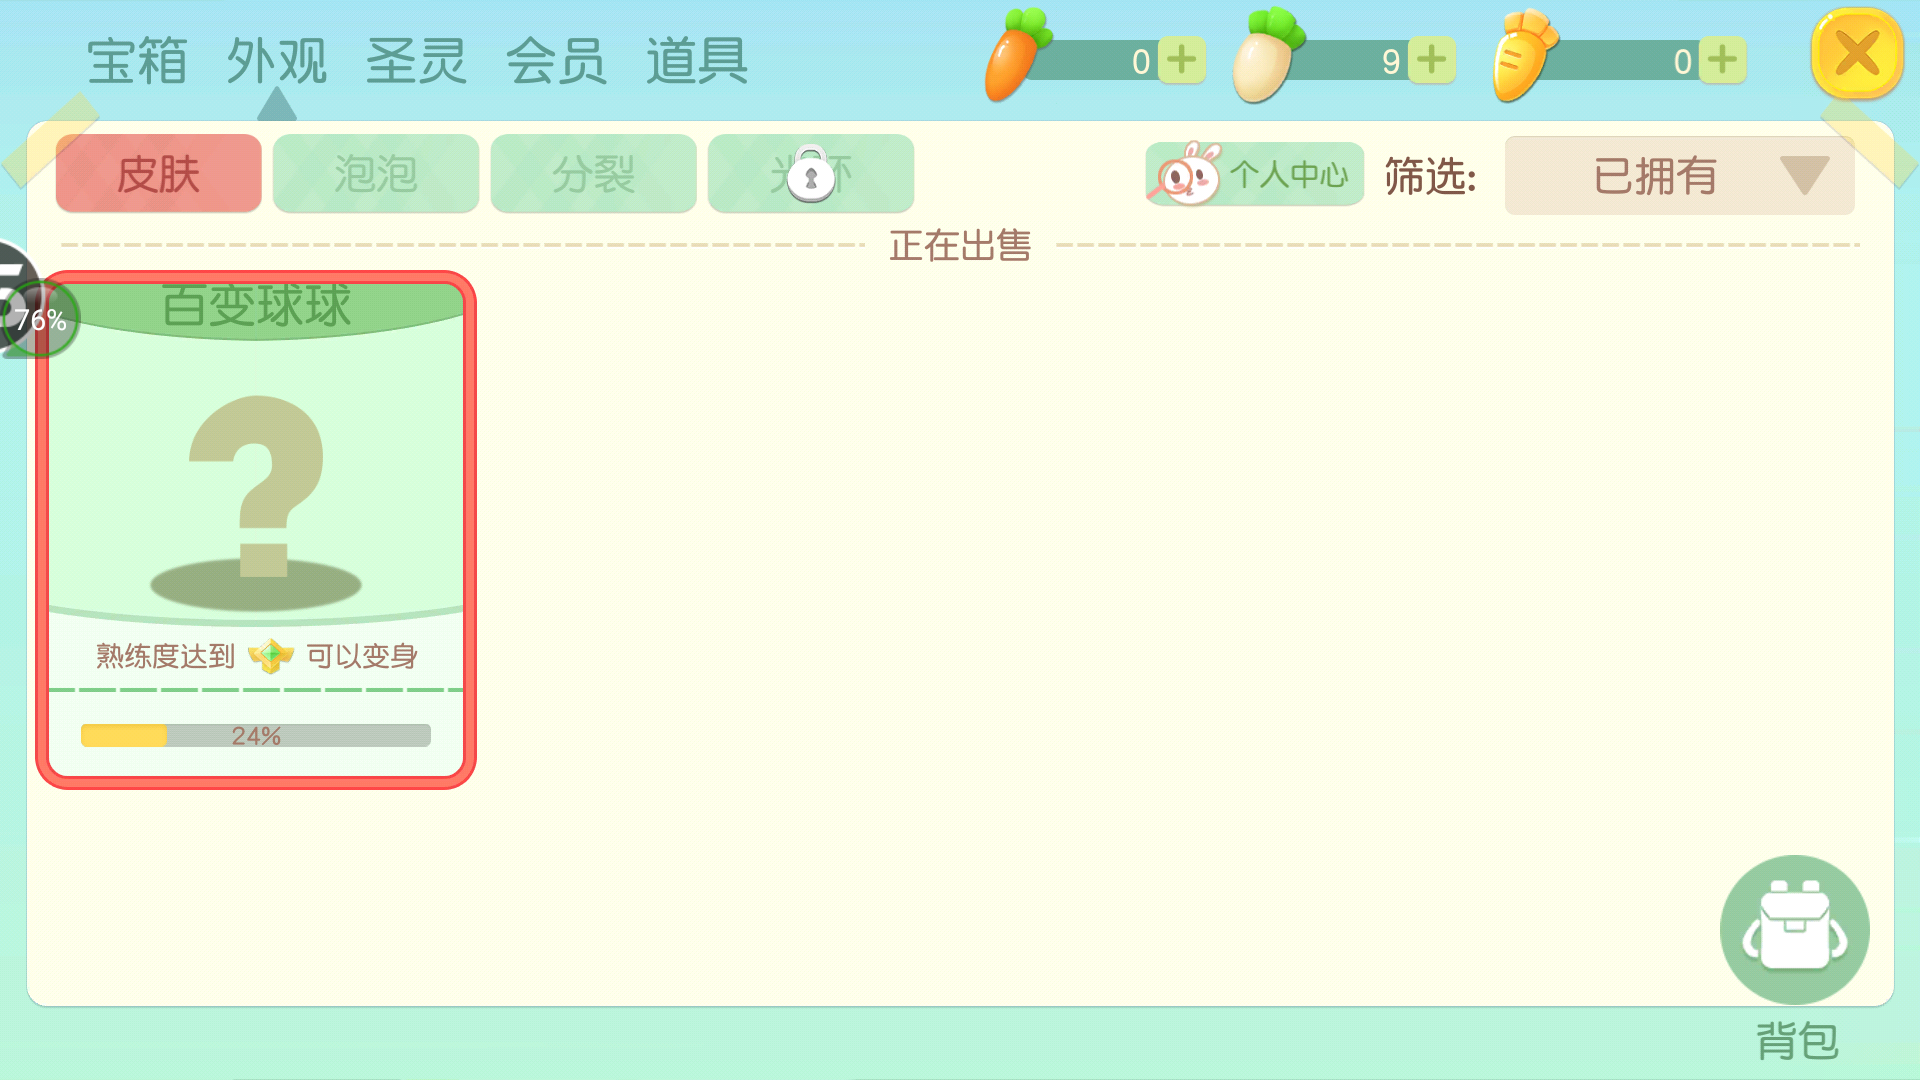 宝箱 外观 圣灵 会员 道具 0 9 0
皮肤 泡泡 分裂 个人中心 筛选: 已拥有
正在出售
百变球球
76%
熟练度达到 可以变身
24%
背包